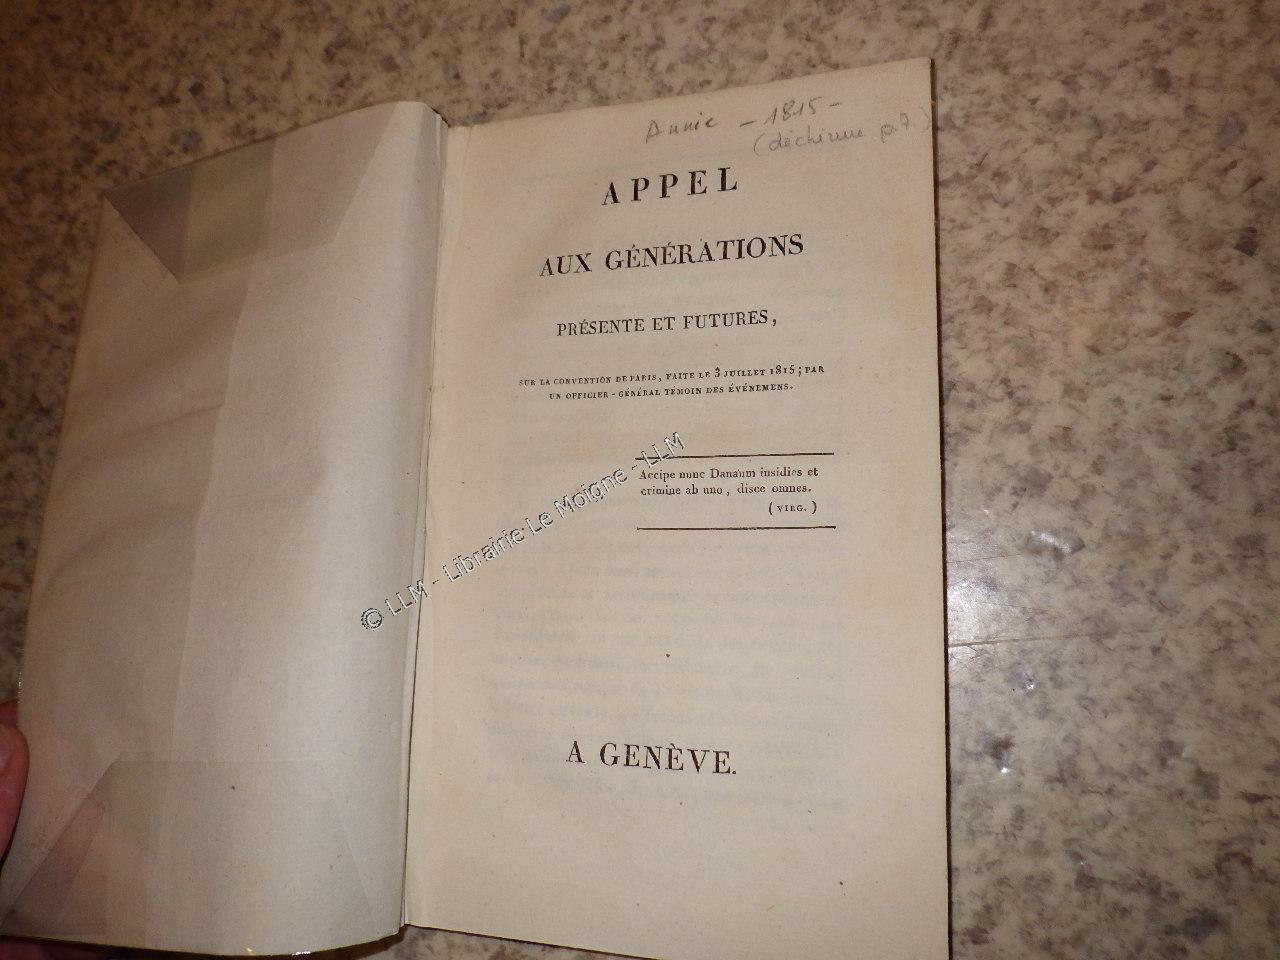 Année - 1815 -
(déchirure p.7)
APPEL
AUX GÉNÉRATIONS
PRÉSENTE ET FUTURES,
SUR LA CONVENTION DE PARIS, FAITE LE 3 JUILLET 1815; PAR
UN OFFICIER-GÉNÉRAL TÉMOIN DES ÉVÉNEMENS.
Accipe nunc Danaum insidias et
crimine ab uno, disce omnes.
(VIRG.)
© LLM - Librairie Le Moigne - LLM
A GENÈVE.